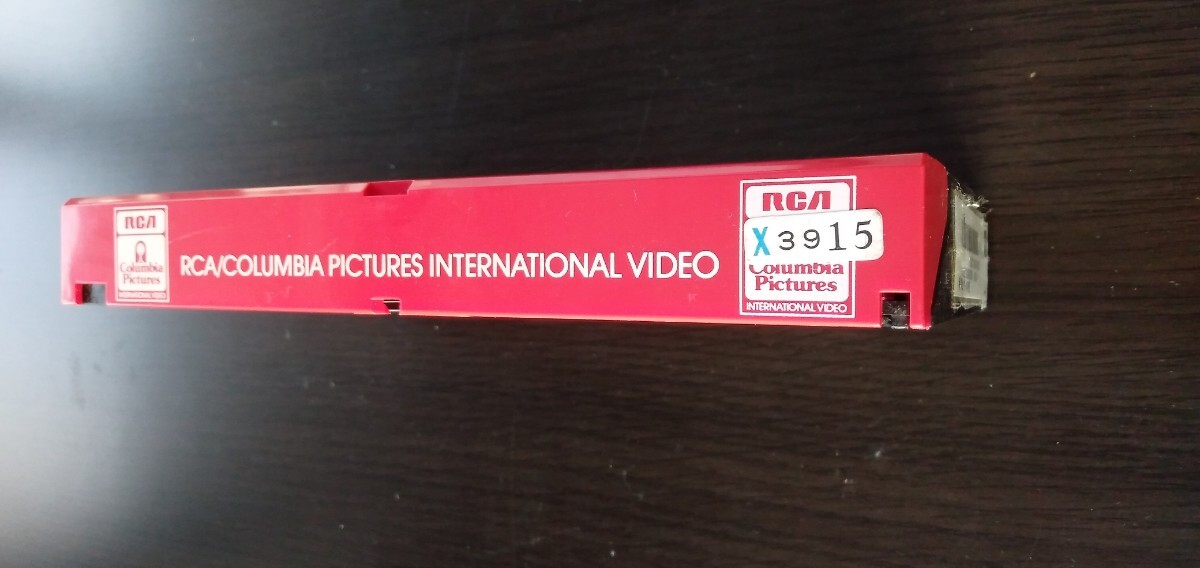 RCA
Columbia
Pictures
INTERNATIONAL VIDEO
RCA/COLUMBIA PICTURES INTERNATIONAL VIDEO
RCA
X 3915
Columbia
Pictures
INTERNATIONAL VIDEO